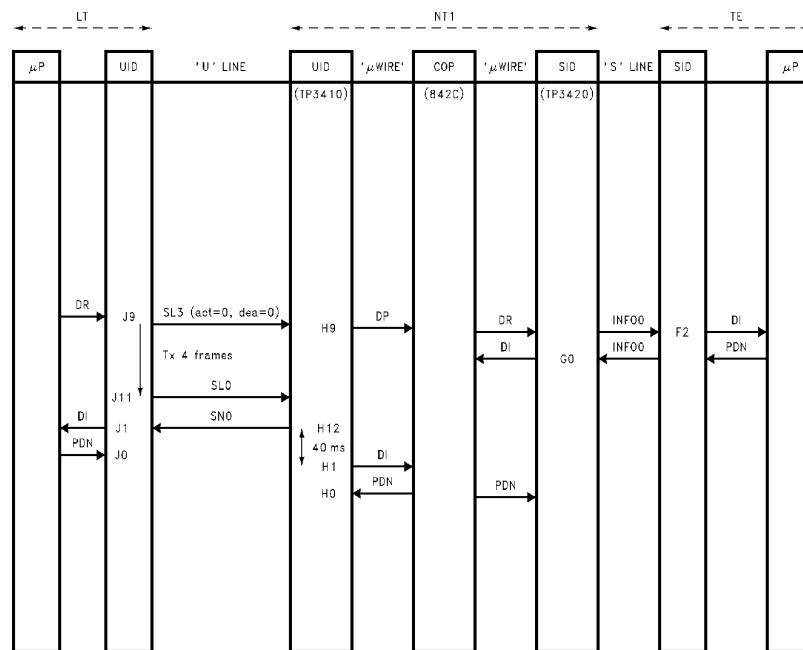 LT NT1 TE
μP UID 'U' LINE UID 'μWIRE' COP 'μWIRE' SID 'S' LINE SID μP
(TP3410) (842C) (TP3420)
DR J9 SL3 (act=0, dea=0) H9 DP DR INFO0 F2 DI
Tx 4 frames DI G0 INFO0 PDN
J11 SL0
DI J1 SN0 H12
PDN J0 40 ms
H1 DI
H0 PDN PDN